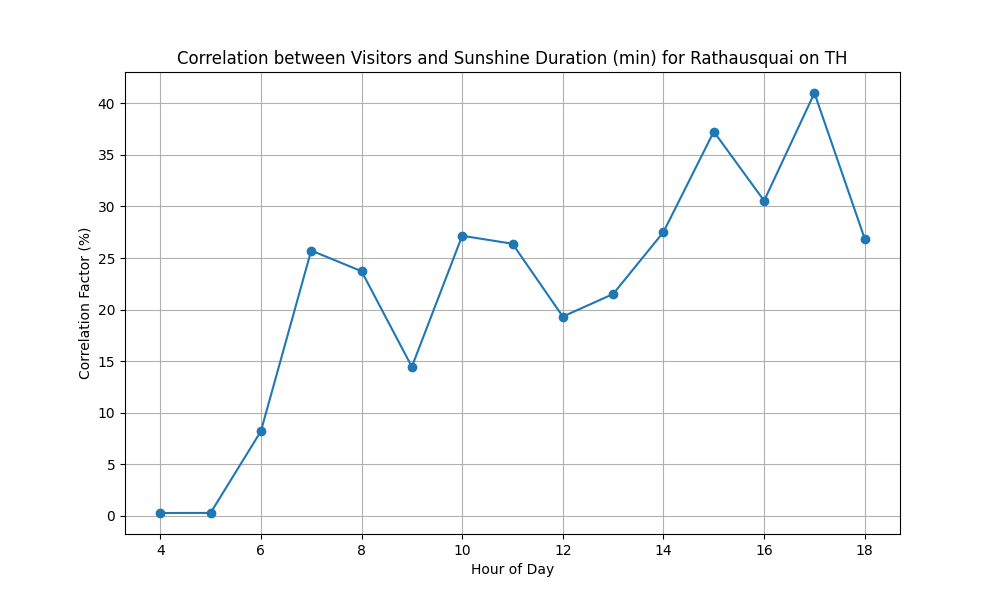 Correlation between Visitors and Sunshine Duration (min) for Rathausquai on TH
40
35
30
25
20
15
10
5
0
Correlation Factor (%)
4 6 8 10 12 14 16 18
Hour of Day